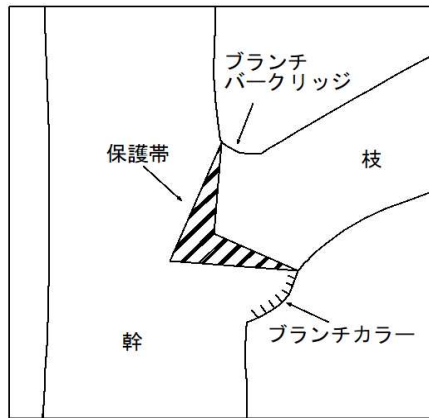 ブランチ
バークリッジ
保護帯
枝
ブランチカラー
幹